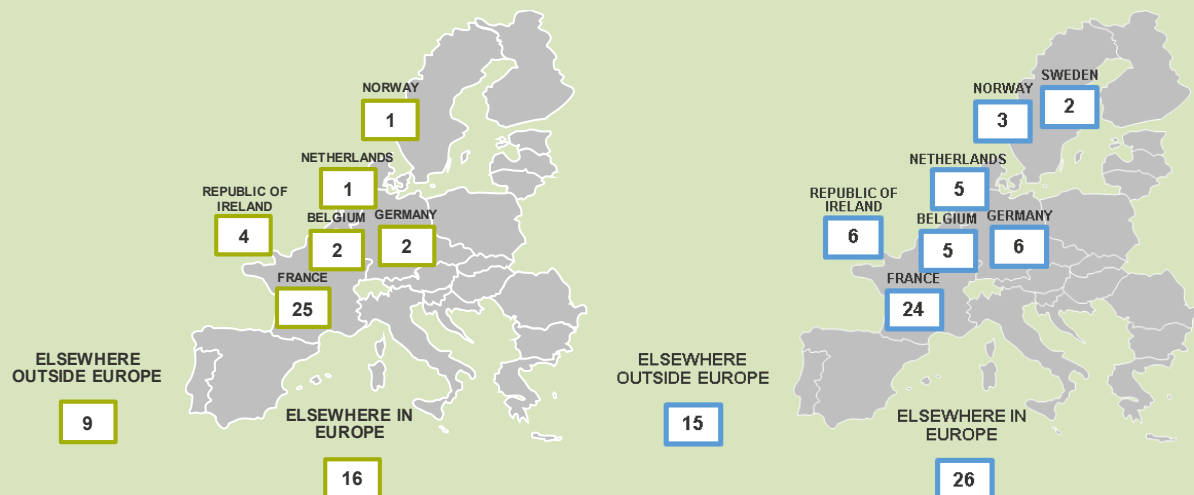 NORWAY
1
NETHERLANDS
1
REPUBLIC OF
IRELAND
4
BELGIUM
2
GERMANY
2
FRANCE
25
ELSEWHERE
OUTSIDE EUROPE
9
ELSEWHERE IN
EUROPE
16
SWEDEN
2
NORWAY
3
NETHERLANDS
5
REPUBLIC OF
IRELAND
6
BELGIUM
5
GERMANY
6
FRANCE
24
ELSEWHERE
OUTSIDE EUROPE
15
ELSEWHERE IN
EUROPE
26